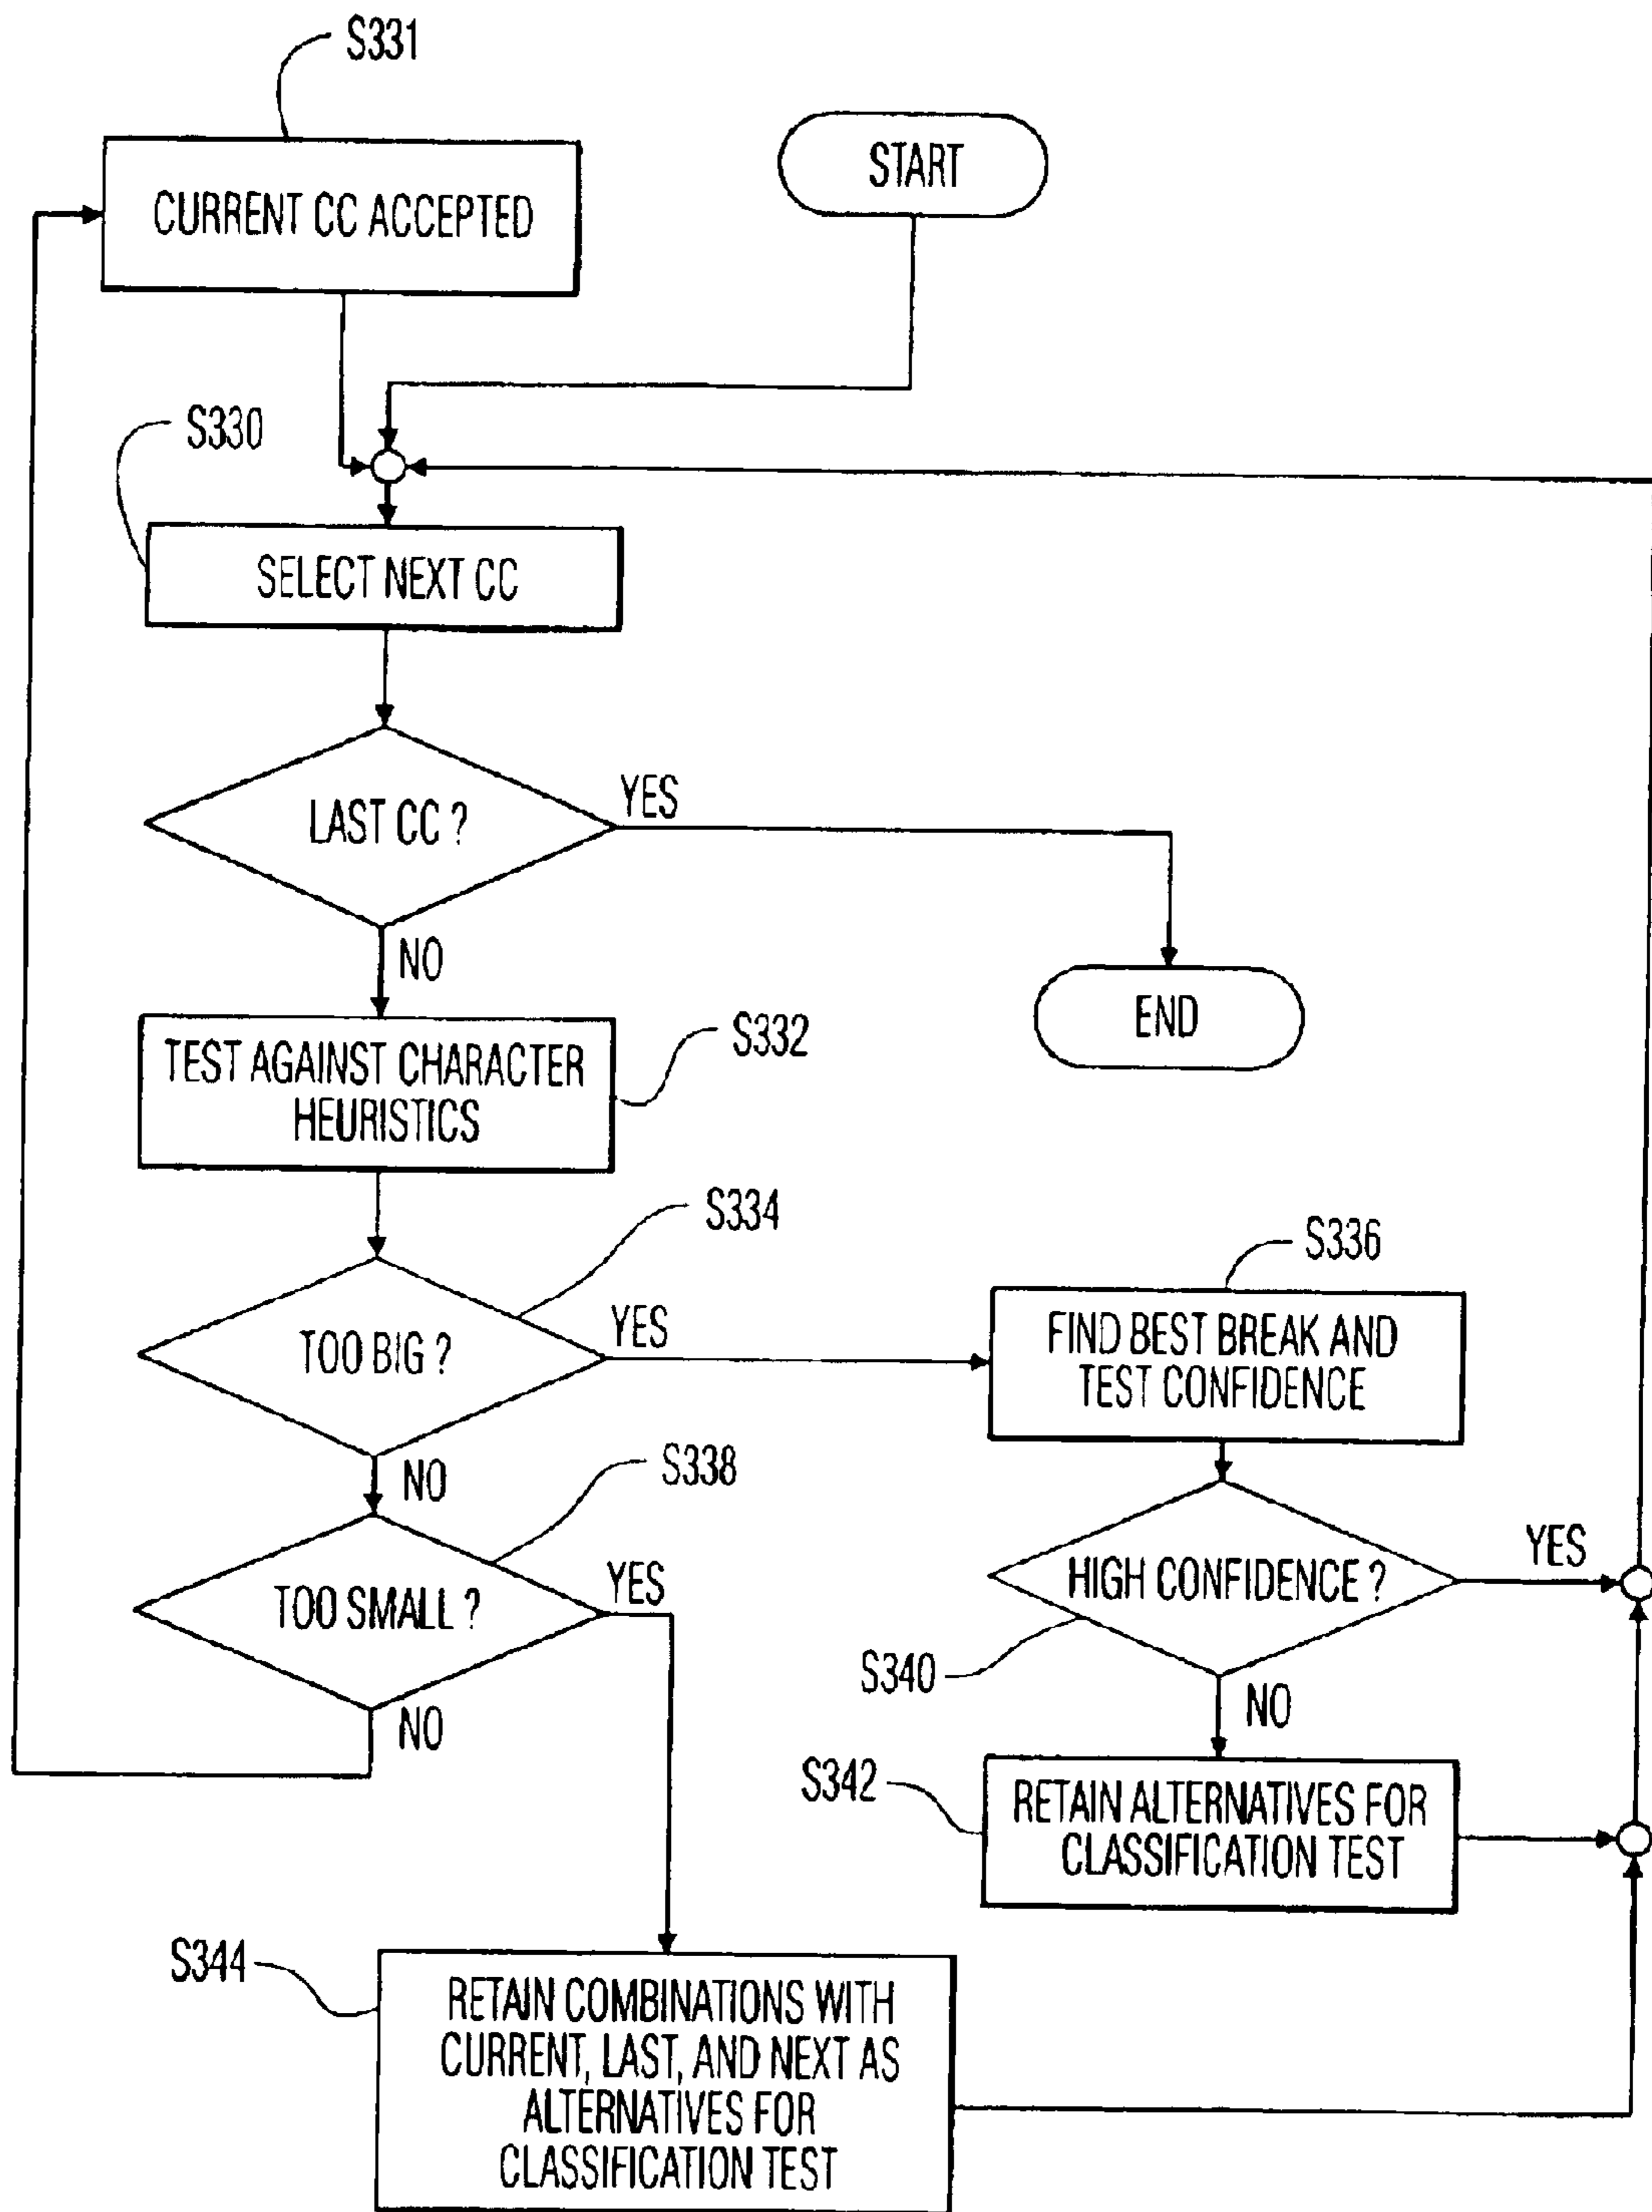 S331
START
CURRENT CC ACCEPTED
S330
SELECT NEXT CC
LAST CC ?
YES
NO
END
S332
TEST AGAINST CHARACTER
HEURISTICS
S334
TOO BIG ?
YES
S336
FIND BEST BREAK AND
TEST CONFIDENCE
NO
S338
TOO SMALL ?
YES
NO
HIGH CONFIDENCE ?
YES
S340
NO
S342
RETAIN ALTERNATIVES FOR
CLASSIFICATION TEST
S344
RETAIN COMBINATIONS WITH
CURRENT, LAST, AND NEXT AS
ALTERNATIVES FOR
CLASSIFICATION TEST